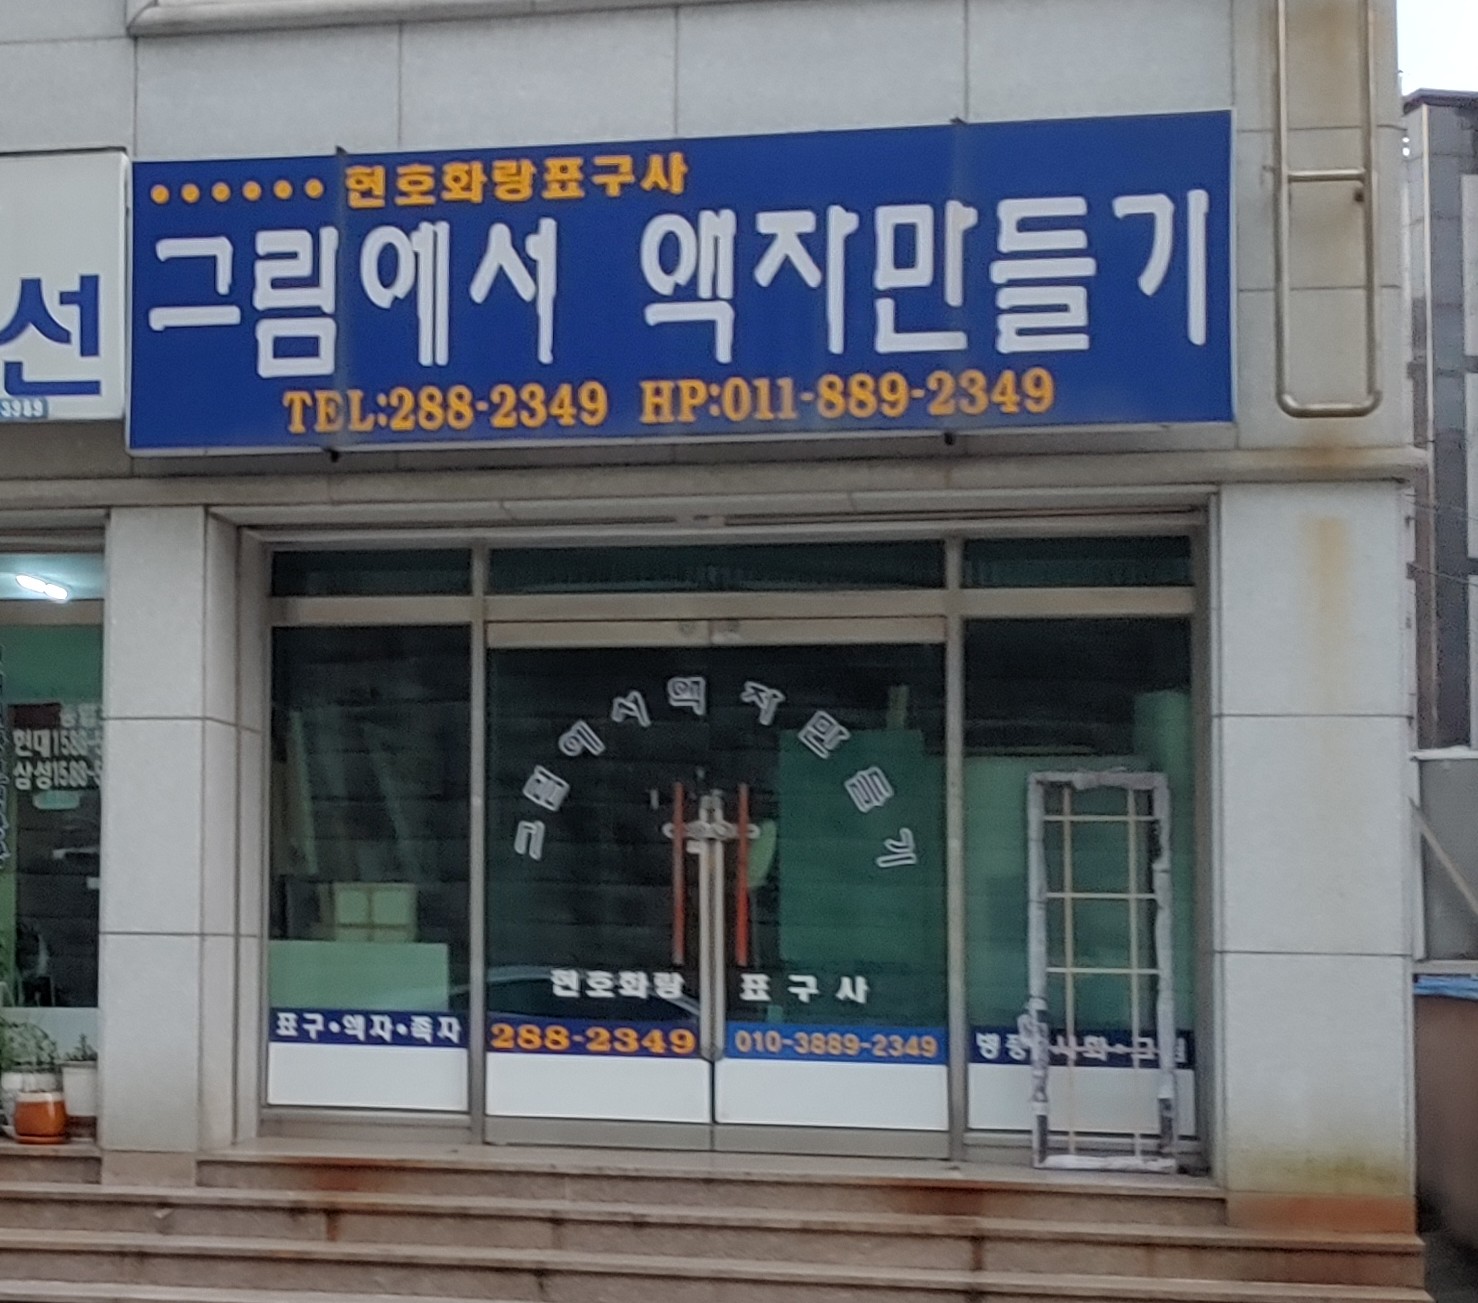 현호화랑표구사
그림에서 액자만들기
TEL:288-2349 HP:011-889-2349
선
3989
현대1580-
삼성1580-
그림에서액자만들기
현호화랑 표구사
표구•액자•족자
288-2349
010-3889-2349